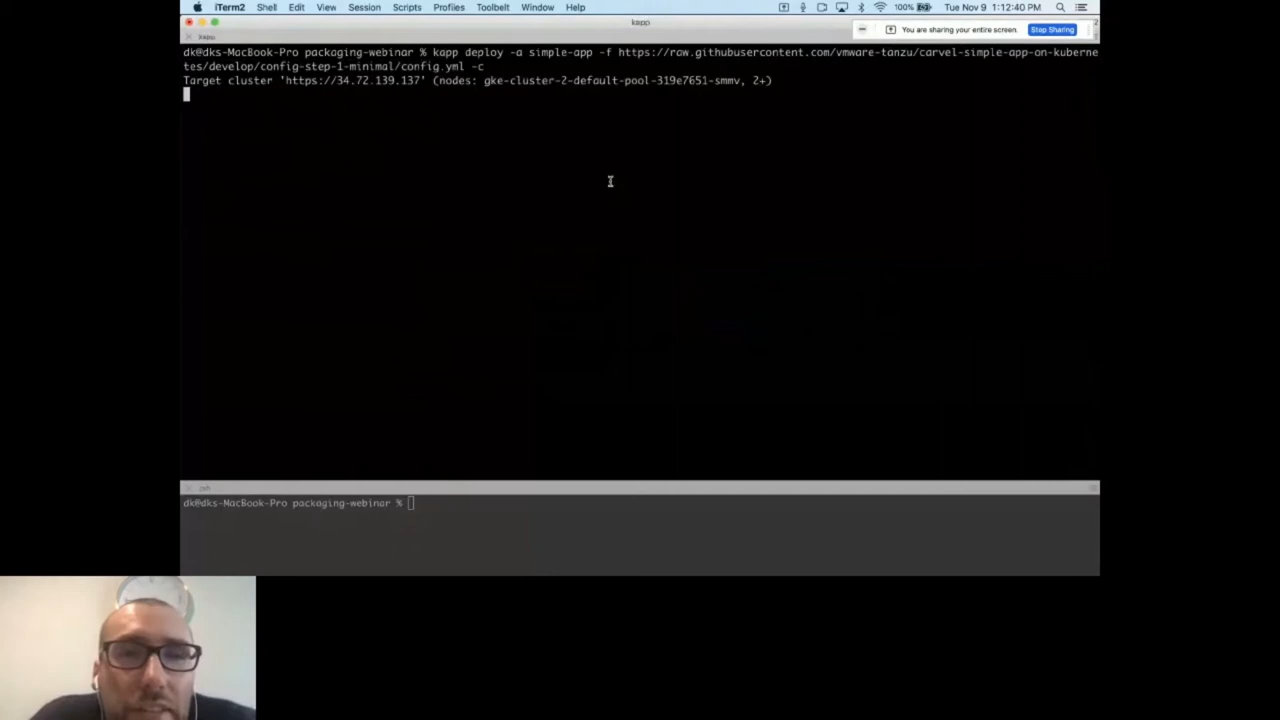 iTerm2 Shell Edit View Session Scripts Profiles Toolbelt Window Help 100% Tue Nov 9 1:12:40 PM
kapp
You are sharing your entire screen. Stop Sharing
kapp
dk@dks-MacBook-Pro packaging-webinar % kapp deploy -a simple-app -f https://raw.githubusercontent.com/vmware-tanzu/carvel-simple-app-on-kuberne
tes/develop/config-step-1-minimal/config.yml -c
Target cluster 'https://34.72.139.137' (nodes: gke-cluster-2-default-pool-319e7651-smmv, 2+)
zsh
dk@dks-MacBook-Pro packaging-webinar %